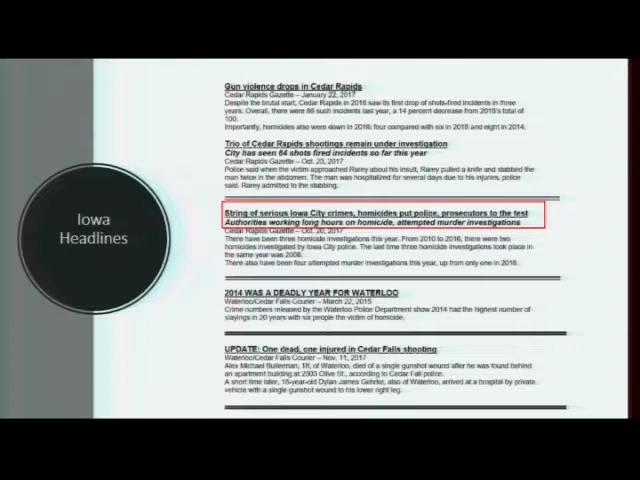 Iowa
Headlines
Gun violence drops in Cedar Rapids
Cedar Rapids Gazette – January 22, 2017
Despite the brutal start, Cedar Rapids in 2016 saw its first drop of shots-fired incidents in three
years. Overall, there were 86 such incidents last year, a 14 percent decrease from 2015's total of
100.
Importantly, homicides also were down in 2016: four compared with six in 2015 and eight in 2014.
Trio of Cedar Rapids shootings remain under investigation
City has seen 64 shots fired incidents so far this year
Cedar Rapids Gazette – Oct. 23, 2017
Police said when the victim approached Rarey about his insult, Rarey pulled a knife and stabbed the
man twice in the abdomen. The man was hospitalized for several days due to his injuries, police
said. Rarey admitted to the stabbing.
String of serious Iowa City crimes, homicides put police, prosecutors to the test
Authorities working long hours on homicide, attempted murder investigations
Cedar Rapids Gazette – Oct. 20, 2017
There have been three homicide investigations this year. From 2010 to 2016, there were two
homicides investigated by Iowa City police. The last time three homicide investigations took place in
the same year was 2008.
There also have been four attempted murder investigations this year, up from only one in 2016.
2014 WAS A DEADLY YEAR FOR WATERLOO
Waterloo/Cedar Falls Courier – March 22, 2015
Crime numbers released by the Waterloo Police Department show 2014 had the highest number of
slayings in 20 years with six people the victim of homicide.
UPDATE: One dead, one injured in Cedar Falls shooting
Waterloo/Cedar Falls Courier – Nov. 11, 2017
Alex Michael Bullerman, 18, of Waterloo, died of a single gunshot wound after he was found behind
an apartment building at 2503 Olive St., according to Cedar Fall police.
A short time later, 18-year-old Dylan James Gehrke, also of Waterloo, arrived at a hospital by private
vehicle with a single gunshot wound to his lower right leg.